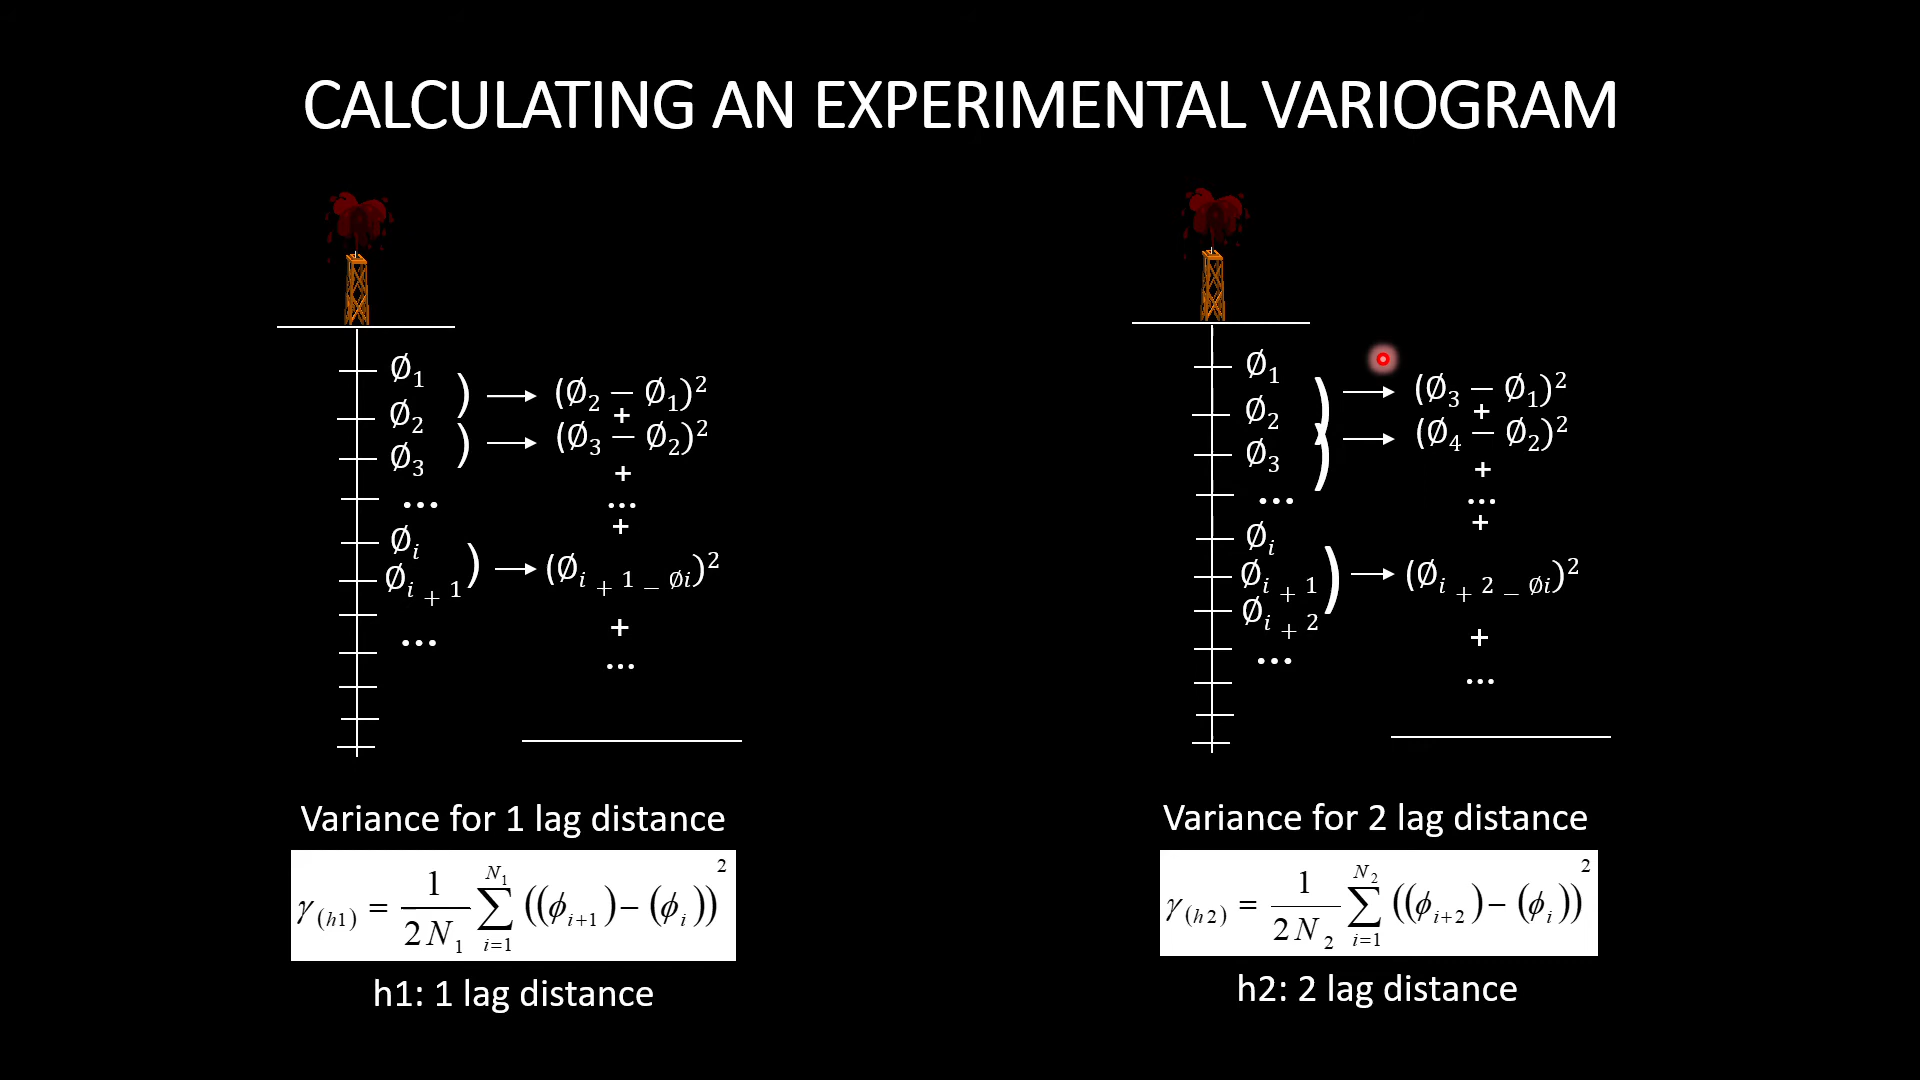 CALCULATING AN EXPERIMENTAL VARIOGRAM
Ø1
) → (Ø2 − Ø1)²
+
Ø2
) → (Ø3 − Ø2)²
Ø3
+
...
...
+
Øi
) → (Øi + 1 − Øi)²
Øi + 1
+
...
...
Variance for 1 lag distance
γ(h1) = 1/2N1 ∑ i=1 N1 ((ϕi+1) − (ϕi))²
h1: 1 lag distance
Ø1
) → (Ø3 − Ø1)²
+
Ø2
) → (Ø4 − Ø2)²
Ø3
+
...
...
+
Øi
Øi + 1
) → (Øi + 2 − Øi)²
Øi + 2
+
...
...
Variance for 2 lag distance
γ(h2) = 1/2N2 ∑ i=1 N2 ((ϕi+2) − (ϕi))²
h2: 2 lag distance